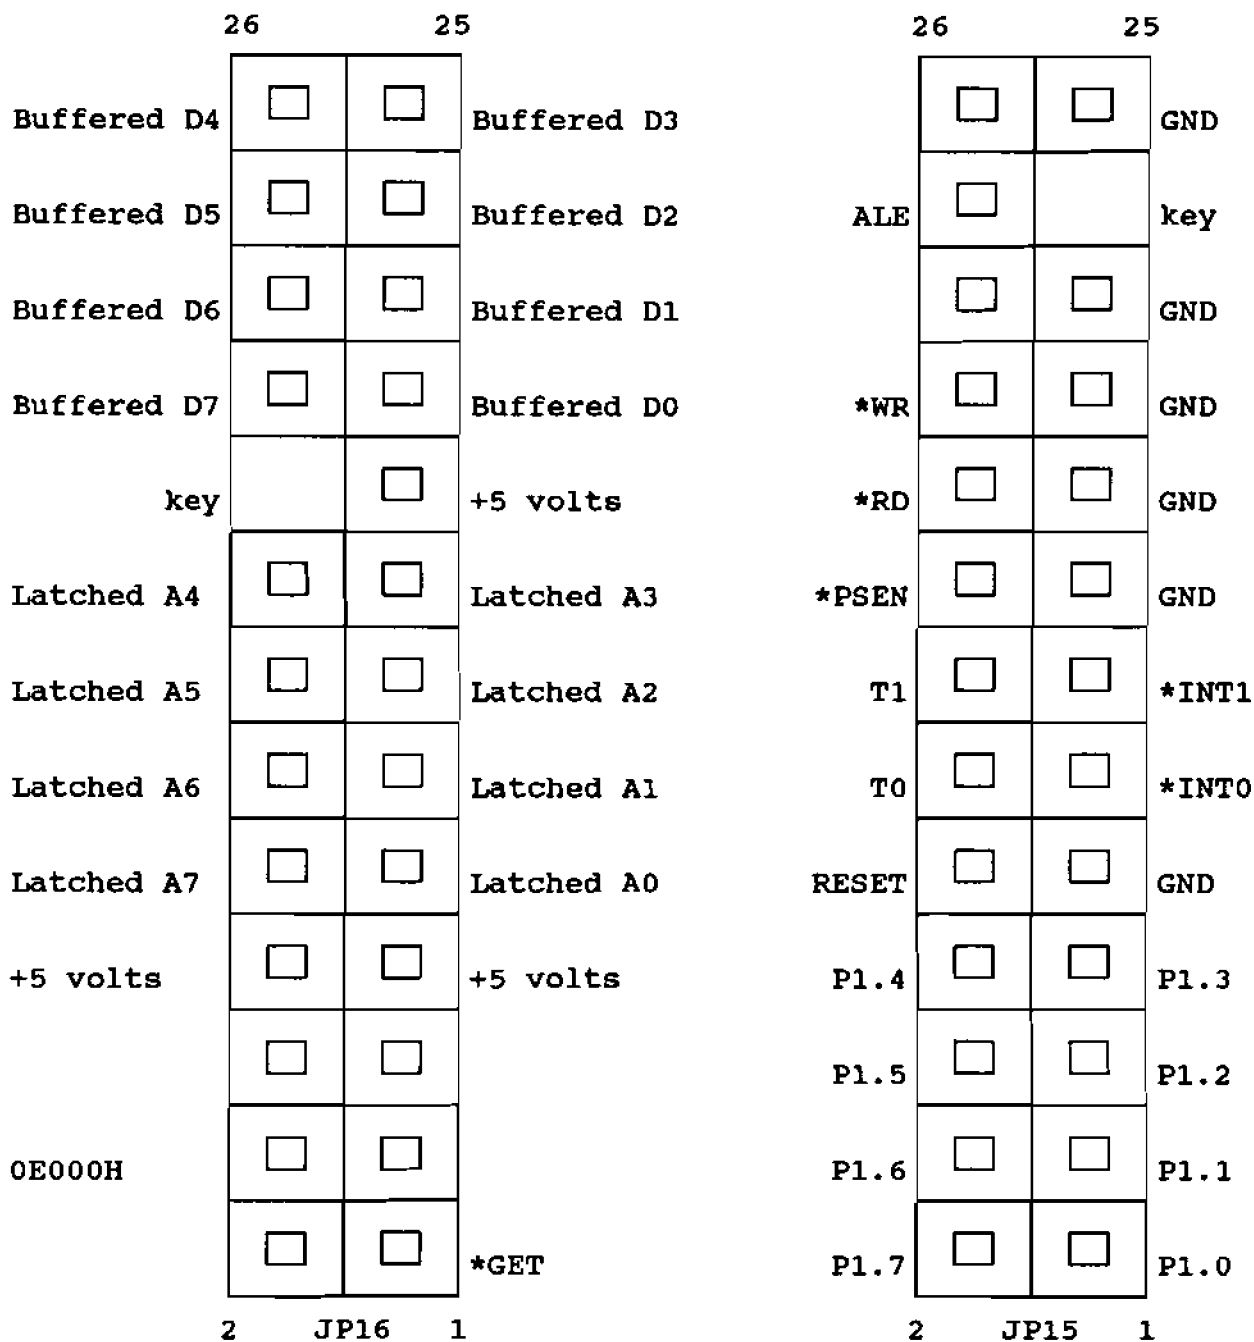 26 25 26 25
Buffered D4 Buffered D3 GND
Buffered D5 Buffered D2 ALE key
Buffered D6 Buffered D1 GND
Buffered D7 Buffered D0 *WR GND
key +5 volts *RD GND
Latched A4 Latched A3 *PSEN GND
Latched A5 Latched A2 T1 *INT1
Latched A6 Latched A1 T0 *INT0
Latched A7 Latched A0 RESET GND
+5 volts +5 volts P1.4 P1.3
P1.5 P1.2
0E000H P1.6 P1.1
*GET P1.7 P1.0
2 JP16 1 2 JP15 1